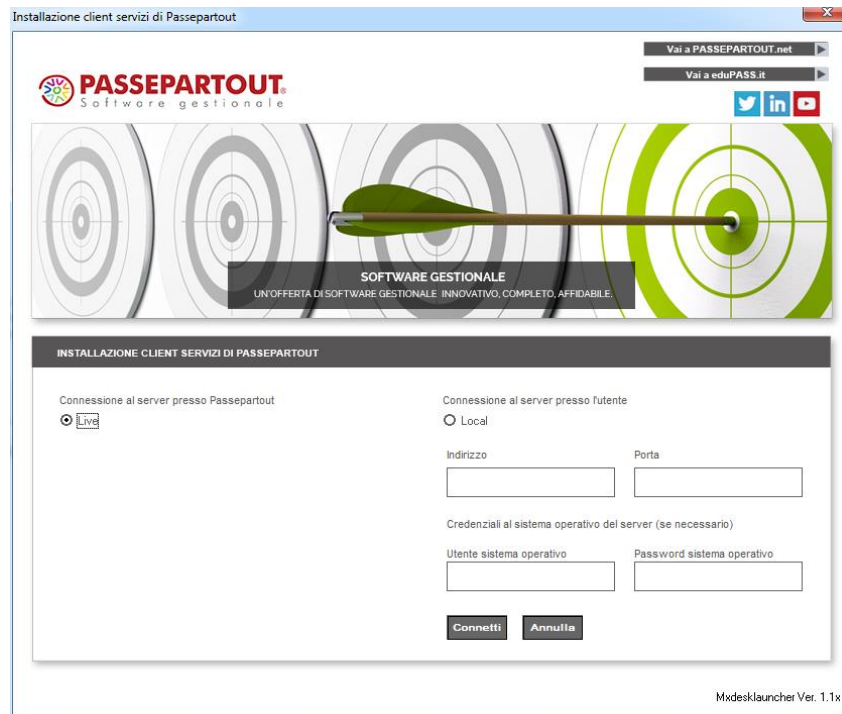 Installazione client servizi di Passepartout
Vai a PASSEPARTOUT.net
Vai a eduPASS.it
PASSEPARTOUT®
Software gestionale
SOFTWARE GESTIONALE
UN'OFFERTA DI SOFTWARE GESTIONALE INNOVATIVO, COMPLETO, AFFIDABILE.
INSTALLAZIONE CLIENT SERVIZI DI PASSEPARTOUT
Connessione al server presso Passepartout
Live
Connessione al server presso l'utente
Local
Indirizzo
Porta
Credenziali al sistema operativo del server (se necessario)
Utente sistema operativo
Password sistema operativo
Connetti
Annulla
Mxdesklauncher Ver. 1.1x